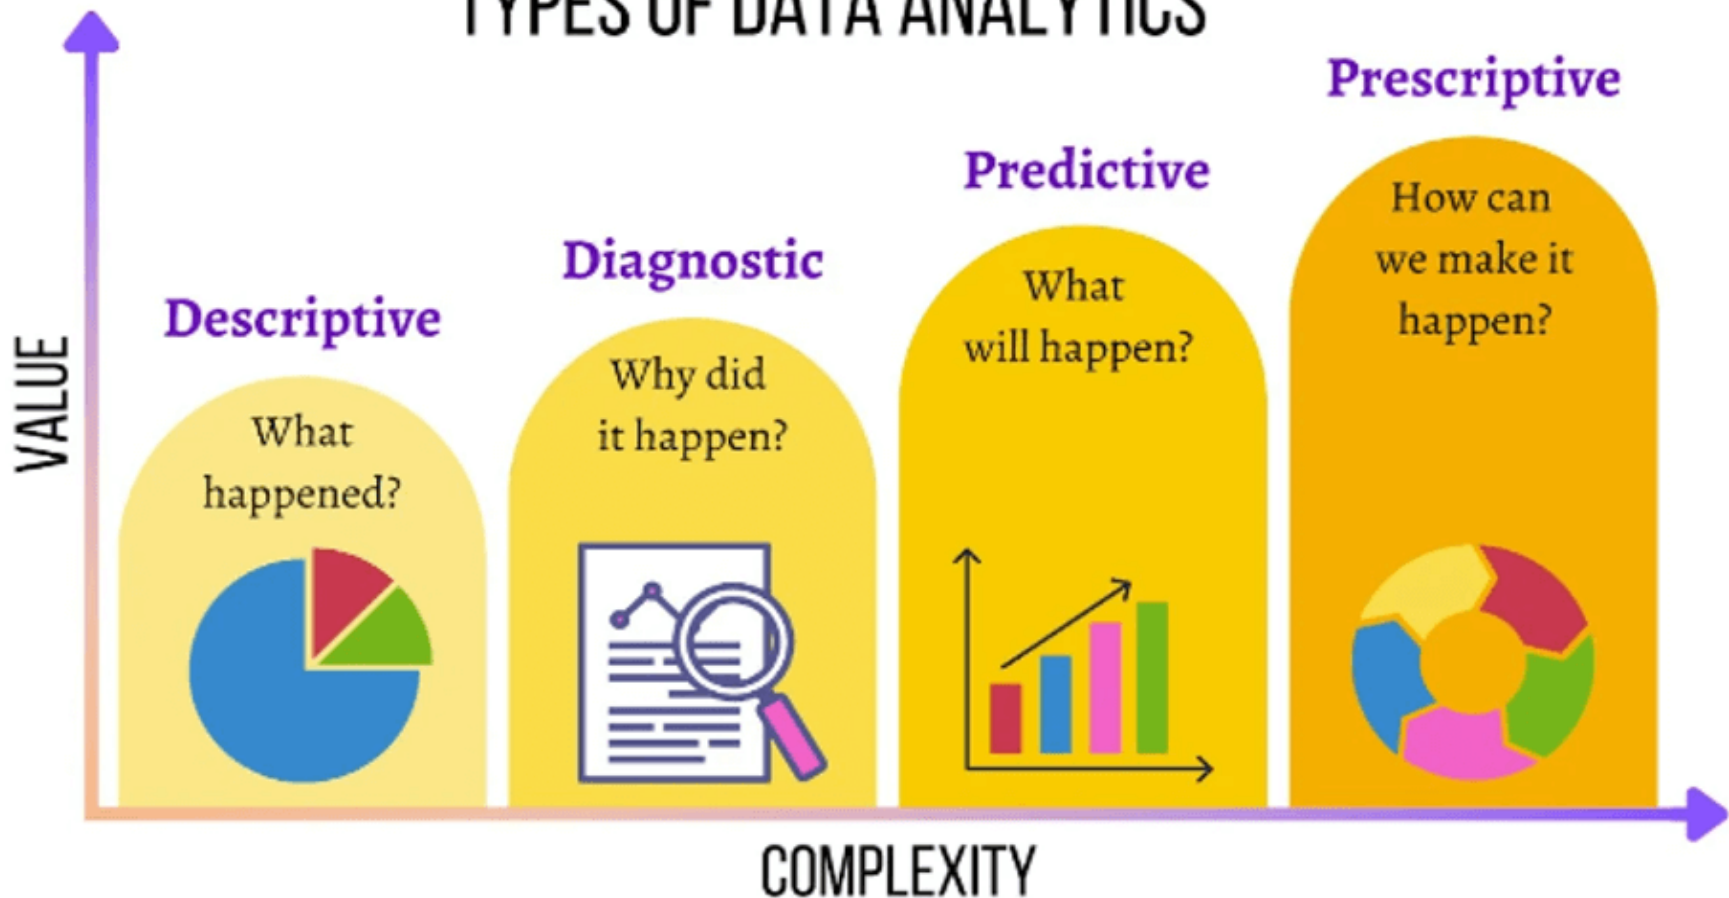 TYPES OF DATA ANALYTICS
Prescriptive
How can
we make it
happen?
Predictive
What
will happen?
Diagnostic
Why did
it happen?
Descriptive
What
happened?
VALUE
COMPLEXITY